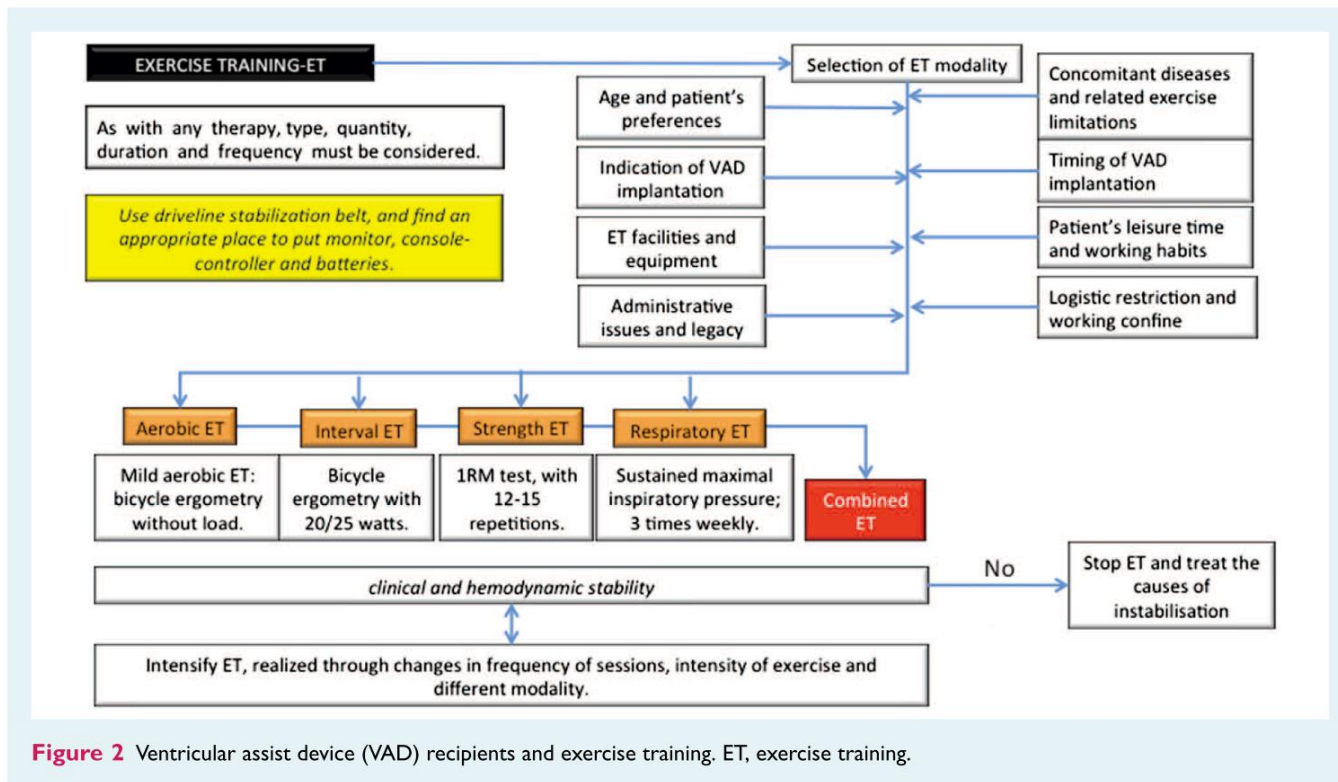 EXERCISE TRAINING-ET
Selection of ET modality
As with any therapy, type, quantity,
duration and frequency must be considered.
Use driveline stabilization belt, and find an
appropriate place to put monitor, console-
controller and batteries.
Age and patient's
preferences
Indication of VAD
implantation
ET facilities and
equipment
Administrative
issues and legacy
Concomitant diseases
and related exercise
limitations
Timing of VAD
implantation
Patient's leisure time
and working habits
Logistic restriction and
working confine
Aerobic ET
Interval ET
Strength ET
Respiratory ET
Mild aerobic ET:
bicycle ergometry
without load.
Bicycle
ergometry with
20/25 watts.
1RM test, with
12-15
repetitions.
Sustained maximal
inspiratory pressure;
3 times weekly.
Combined
ET
clinical and hemodynamic stability
No
Stop ET and treat the
causes of
instabilisation
Intensify ET, realized through changes in frequency of sessions, intensity of exercise and
different modality.
Figure 2 Ventricular assist device (VAD) recipients and exercise training. ET, exercise training.